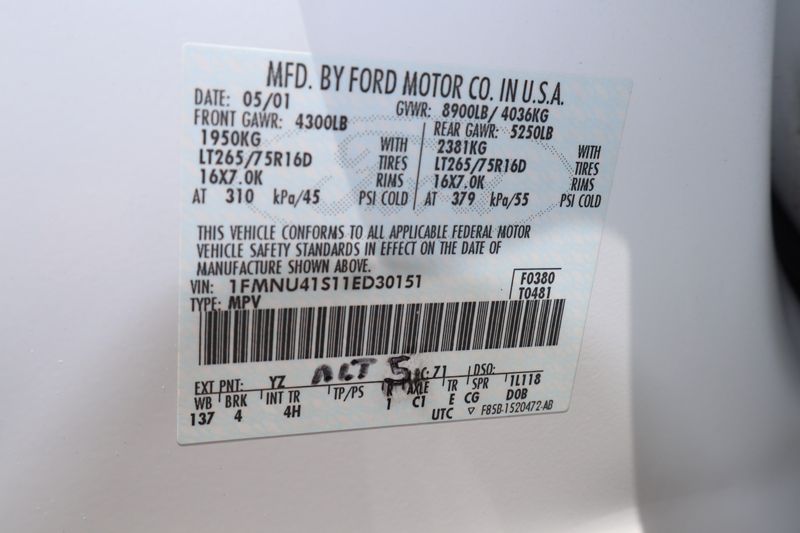 MFD. BY FORD MOTOR CO. IN U.S.A.
DATE: 05/01 GVWR: 8900LB/ 4036KG
FRONT GAWR: 4300LB REAR GAWR: 5250LB
1950KG WITH 2381KG WITH
LT265/75R16D TIRES LT265/75R16D TIRES
16X7.0K RIMS 16X7.0K RIMS
AT 310 kPa/45 PSI COLD AT 379 kPa/55 PSI COLD
THIS VEHICLE CONFORMS TO ALL APPLICABLE FEDERAL MOTOR
VEHICLE SAFETY STANDARDS IN EFFECT ON THE DATE OF
MANUFACTURE SHOWN ABOVE.
VIN: 1FMNU41S11ED30151 F0380
TYPE: MPV T0481
ALT 5
EXT PNT: YZ RC: 71 DSO:
WB BRK INT TR TP/PS R AXLE TR SPR 1L118
137 4 4H 1 C1 E CG DOB
UTC F85B-1520472-AB